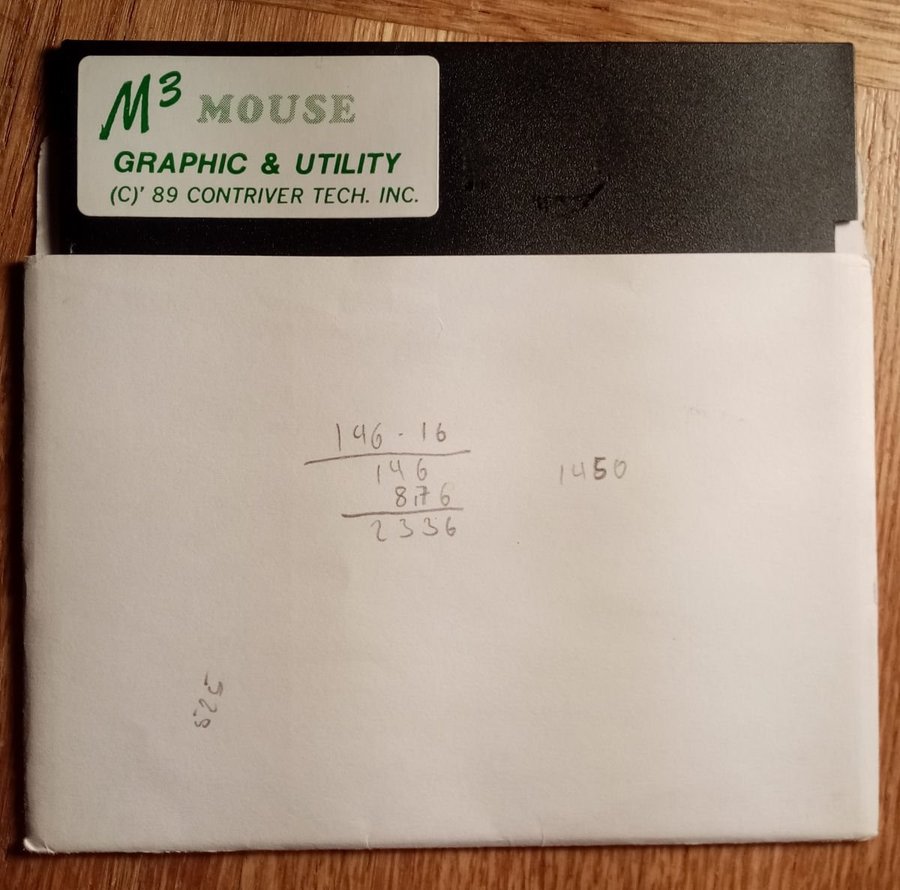 M³ MOUSE
GRAPHIC & UTILITY
(C)' 89 CONTRIVER TECH. INC.
146 · 16
146
876
2336
1450